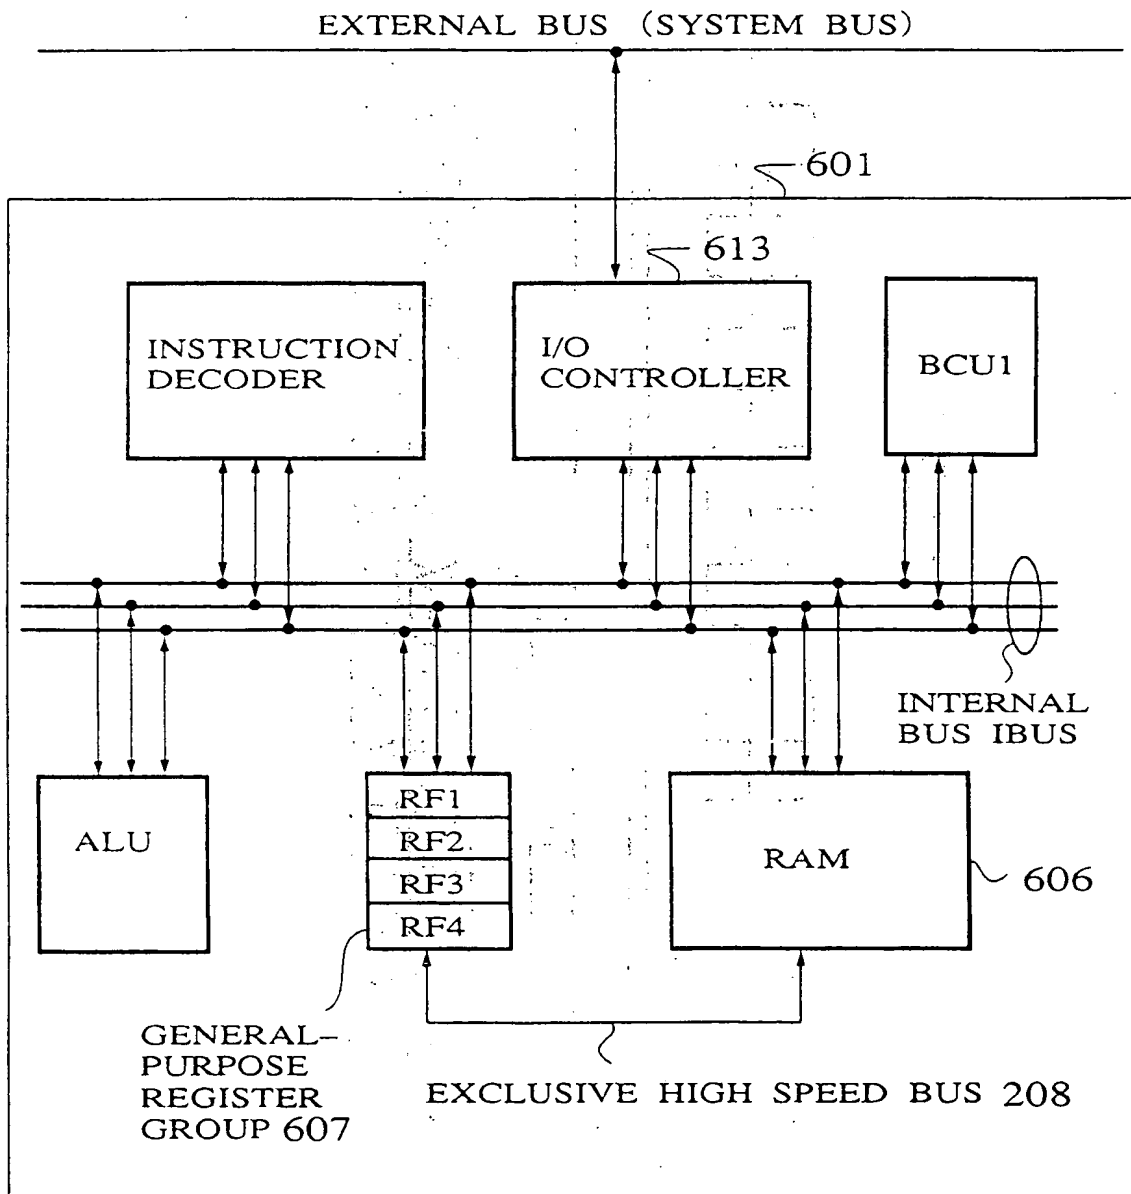 EXTERNAL BUS (SYSTEM BUS)
601
613
INSTRUCTION
DECODER
I/O
CONTROLLER
BCU1
INTERNAL
BUS IBUS
ALU
RF1
RF2
RF3
RF4
RAM
606
GENERAL-
PURPOSE
REGISTER
GROUP 607
EXCLUSIVE HIGH SPEED BUS 208